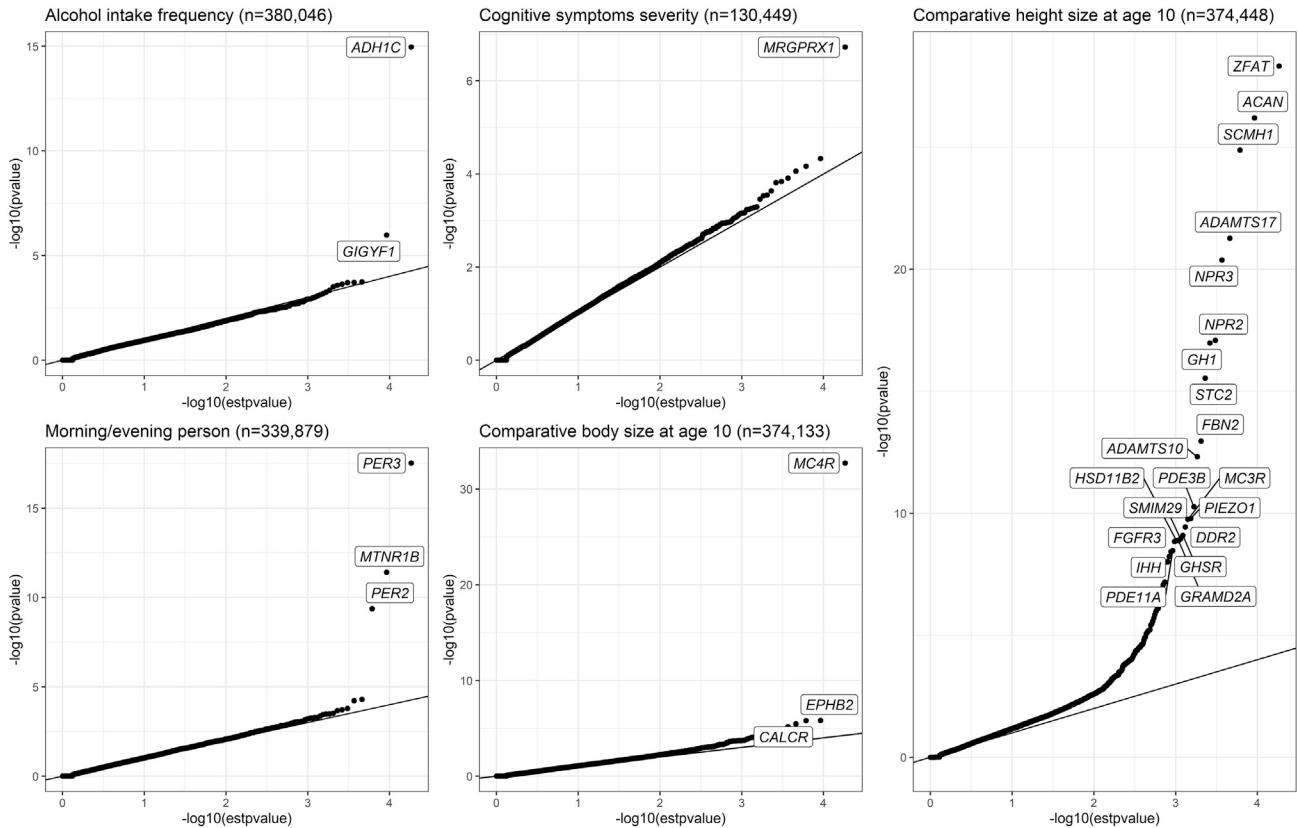 Alcohol intake frequency (n=380,046)
-log10(pvalue)
15
10
5
0
ADH1C
GIGYF1
0 1 2 3 4
-log10(estpvalue)
Cognitive symptoms severity (n=130,449)
-log10(pvalue)
6
4
2
0
MRGPRX1
0 1 2 3 4
-log10(estpvalue)
Comparative height size at age 10 (n=374,448)
-log10(pvalue)
20
10
0
ZFAT
ACAN
SCMH1
ADAMTS17
NPR3
NPR2
GH1
STC2
FBN2
ADAMTS10
HSD11B2 PDE3B MC3R
SMIM29 PIEZO1
FGFR3 DDR2
IHH GHSR
PDE11A GRAMD2A
0 1 2 3 4
-log10(estpvalue)
Morning/evening person (n=339,879)
-log10(pvalue)
15
10
5
0
PER3
MTNR1B
PER2
0 1 2 3 4
-log10(estpvalue)
Comparative body size at age 10 (n=374,133)
-log10(pvalue)
30
20
10
0
MC4R
EPHB2
CALCR
0 1 2 3 4
-log10(estpvalue)